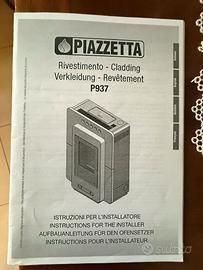 PIAZZETTA
Rivestimento - Cladding
Verkleidung - Revêtement
P937
ISTRUZIONI PER L'INSTALLATORE
INSTRUCTIONS FOR THE INSTALLER
AUFBAUANLEITUNG FÜR DEN OFENSETZER
INSTRUCTIONS POUR L'INSTALLATEUR
subito